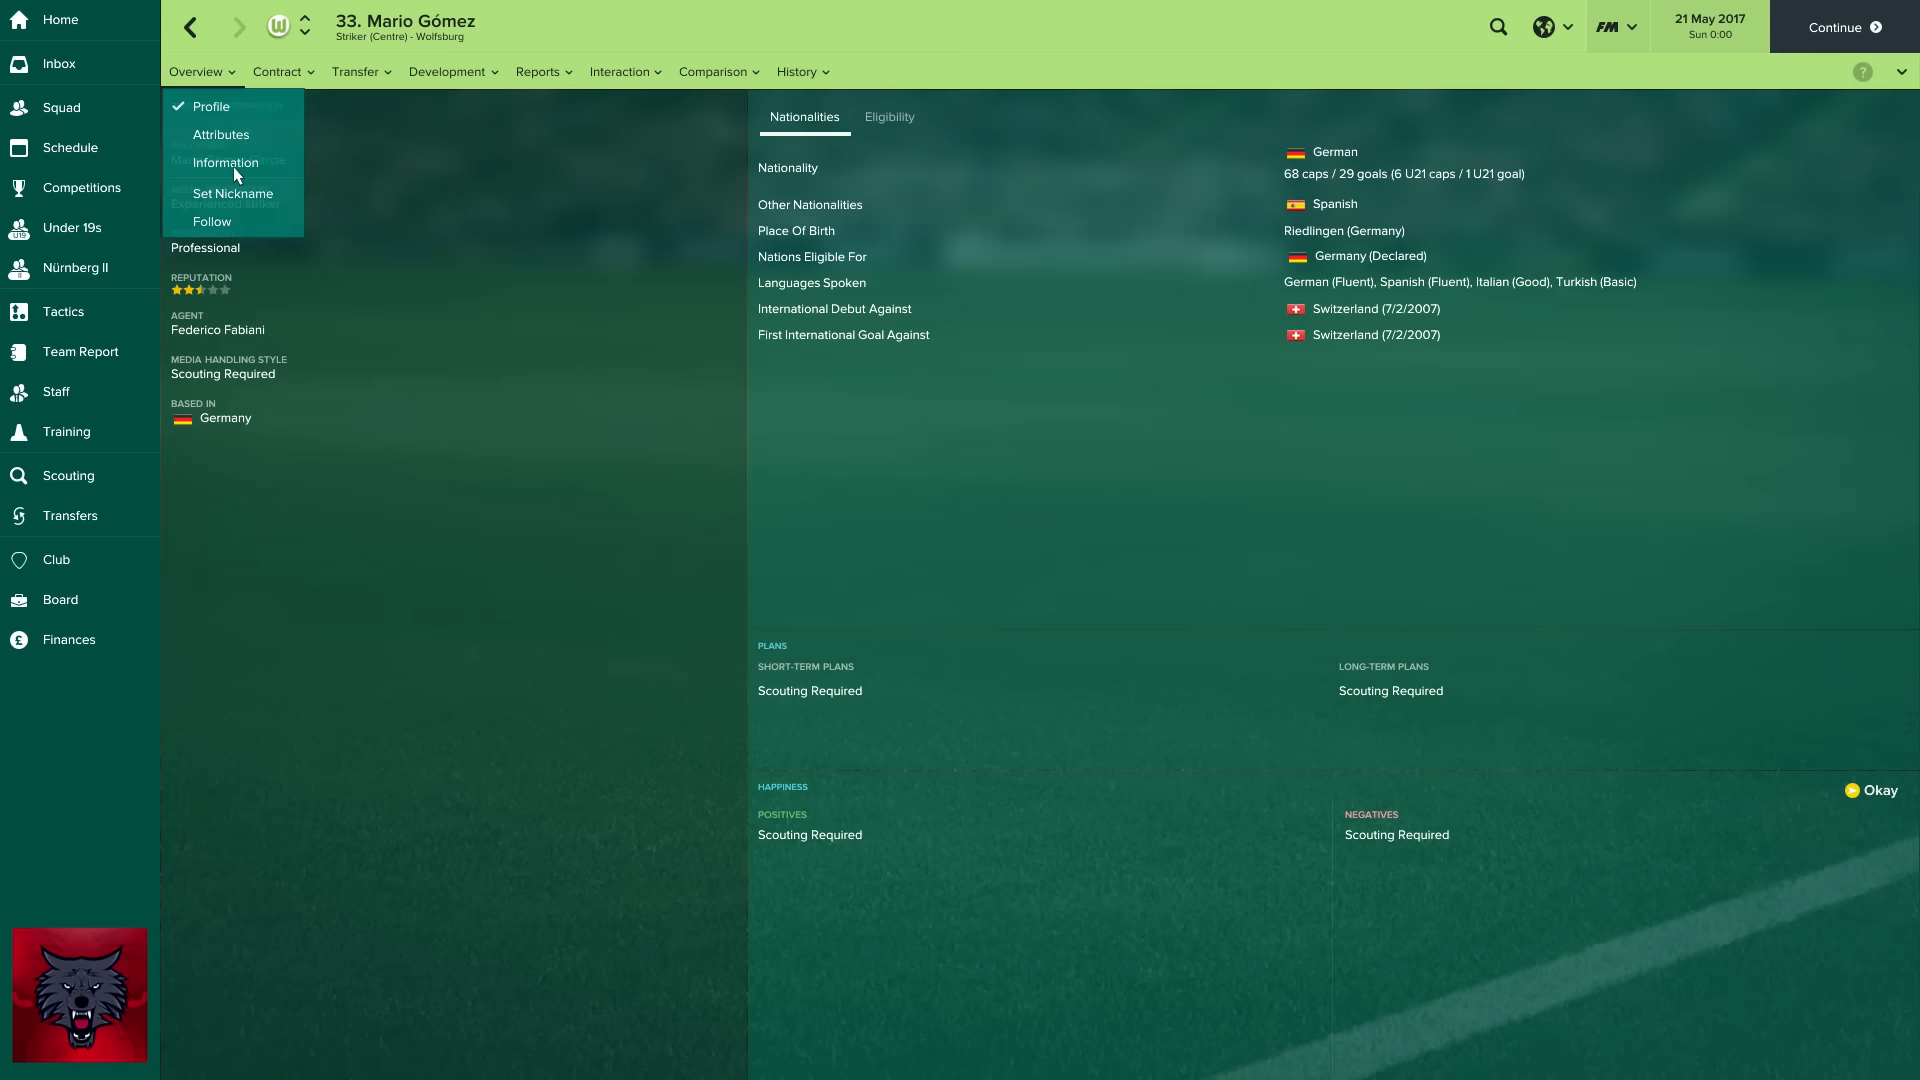 Home
Inbox
Squad
Schedule
Competitions
Under 19s
Nürnberg II
Tactics
Team Report
Staff
Training
Scouting
Transfers
Club
Board
Finances
33. Mario Gómez
Striker (Centre) - Wolfsburg
FM
21 May 2017
Sun 0:00
Continue
Overview
Contract
Transfer
Development
Reports
Interaction
Comparison
History
?
Profile
Attributes
Information
Set Nickname
Follow
Professional
REPUTATION
AGENT
Federico Fabiani
MEDIA HANDLING STYLE
Scouting Required
BASED IN
Germany
Nationalities
Eligibility
Nationality
German
68 caps / 29 goals (6 U21 caps / 1 U21 goal)
Other Nationalities
Spanish
Place Of Birth
Riedlingen (Germany)
Nations Eligible For
Germany (Declared)
Languages Spoken
German (Fluent), Spanish (Fluent), Italian (Good), Turkish (Basic)
International Debut Against
Switzerland (7/2/2007)
First International Goal Against
Switzerland (7/2/2007)
PLANS
SHORT-TERM PLANS
Scouting Required
LONG-TERM PLANS
Scouting Required
HAPPINESS
Okay
POSITIVES
Scouting Required
NEGATIVES
Scouting Required